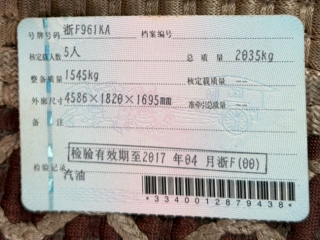 号牌号码 浙F961KA 档案编号
核定载人数 5人 总 质 量 2035kg
整备质量 1545kg 核定载质量 --
外廓尺寸 4586×1820×1695mm 准牵引总质量 --
备 注
检验有效期至2017 年04 月浙F(00)
检验记录
汽油
*3340012879438*